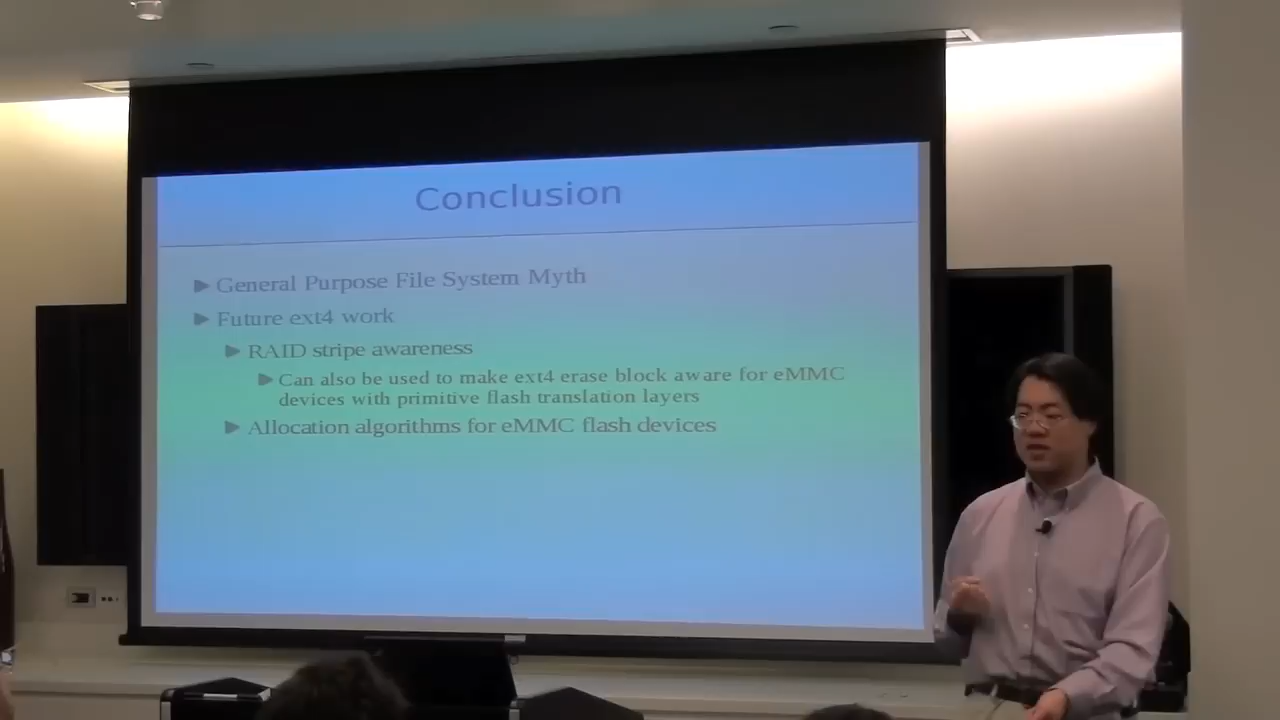 Conclusion
General Purpose File System Myth
Future ext4 work
RAID stripe awareness
Can also be used to make ext4 erase block aware for eMMC
devices with primitive flash translation layers
Allocation algorithms for eMMC flash devices